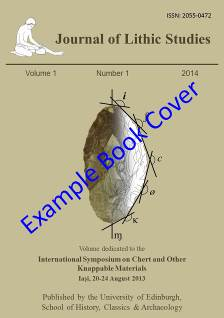 ISSN: 2055-0472
Journal of Lithic Studies
Volume 1 Number 1 2014
i
c
ø
κ
ɱ
Example Book Cover
Volume dedicated to the
International Symposium on Chert and Other
Knappable Materials
Iași, 20-24 August 2013
Published by the University of Edinburgh,
School of History, Classics & Archaeology